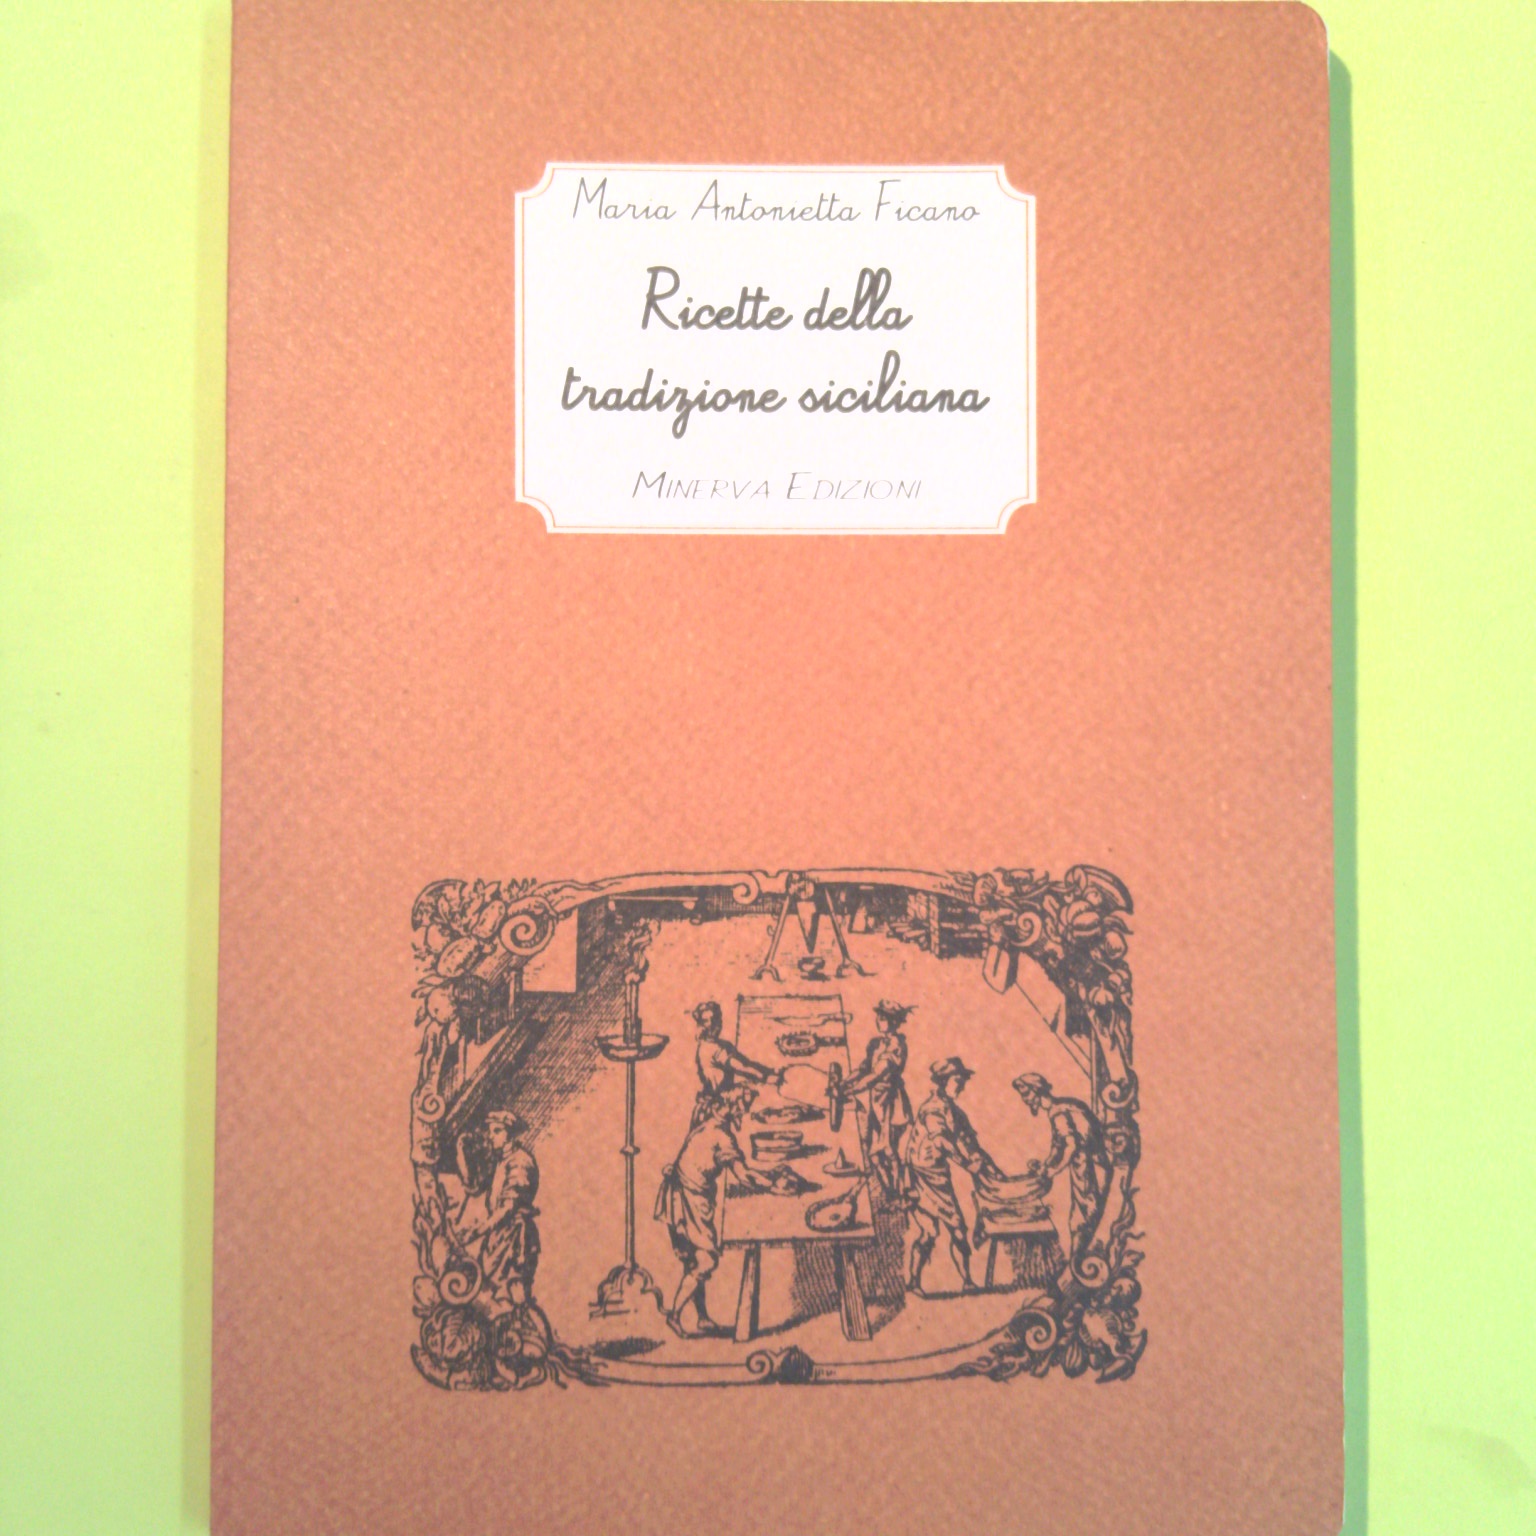 Maria Antonietta Ficano
Ricette della
tradizione siciliana
MINERVA EDIZIONI